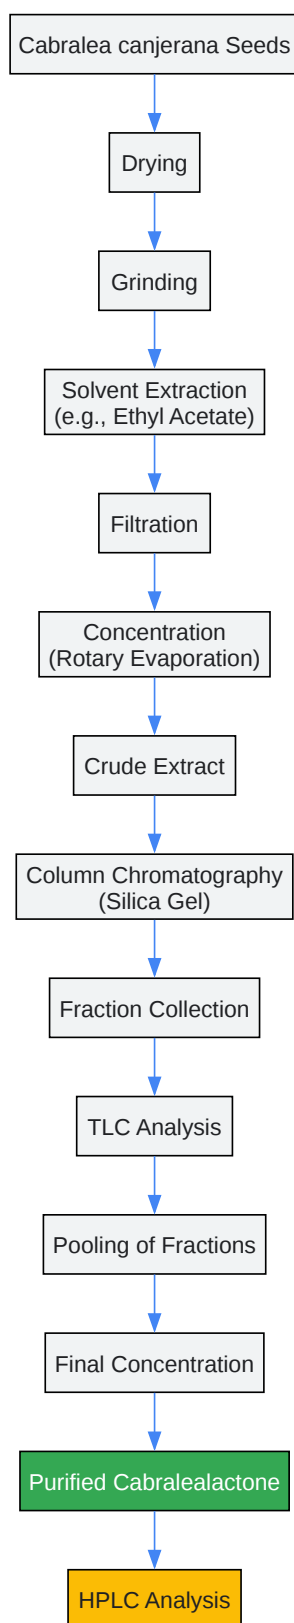 Cabralea canjerana Seeds
Drying
Grinding
Solvent Extraction
(e.g., Ethyl Acetate)
Filtration
Concentration
(Rotary Evaporation)
Crude Extract
Column Chromatography
(Silica Gel)
Fraction Collection
TLC Analysis
Pooling of Fractions
Final Concentration
Purified Cabralealactone
HPLC Analysis